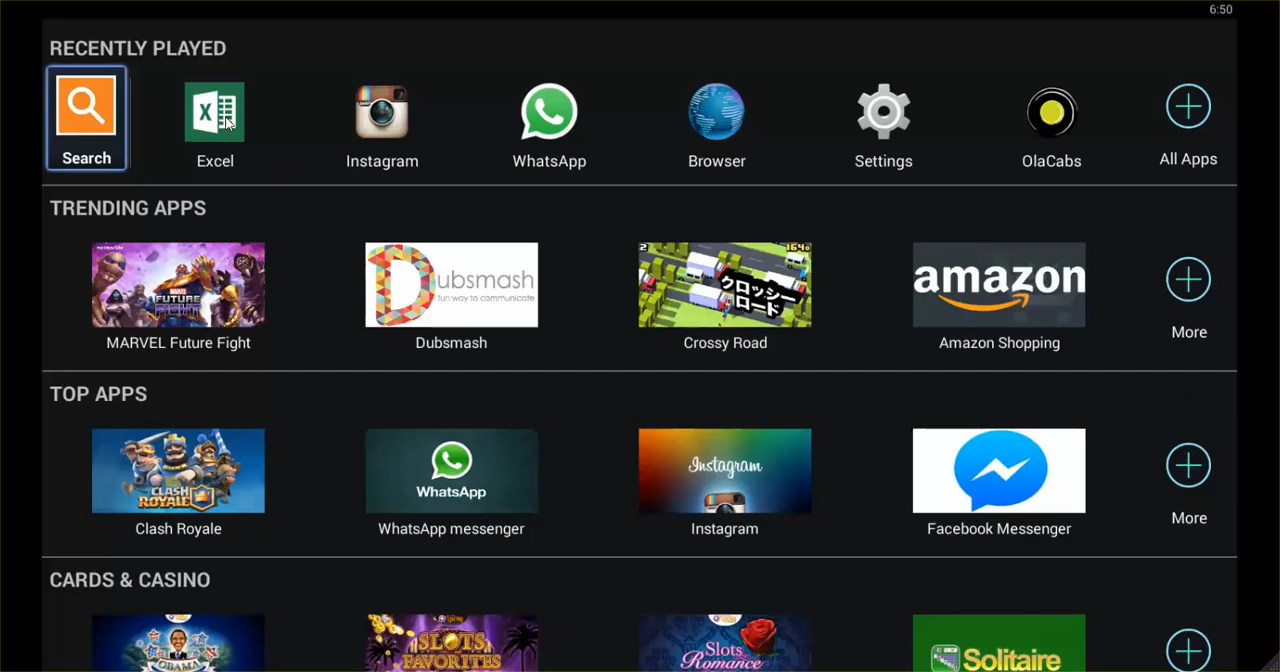 6:50
RECENTLY PLAYED
Search
Excel
Instagram
WhatsApp
Browser
Settings
OlaCabs
All Apps
TRENDING APPS
MARVEL
FUTURE
FIGHT
Dubsmash
fun way to communicate
2
164
クロッシー
ロード
amazon
MARVEL Future Fight
Dubsmash
Crossy Road
Amazon Shopping
More
TOP APPS
CLASH
ROYALE
WhatsApp
Instagram
Clash Royale
WhatsApp messenger
Instagram
Facebook Messenger
More
CARDS & CASINO
OBAMA
SLOTS
FAVORITES
Slots
Romance
Solitaire